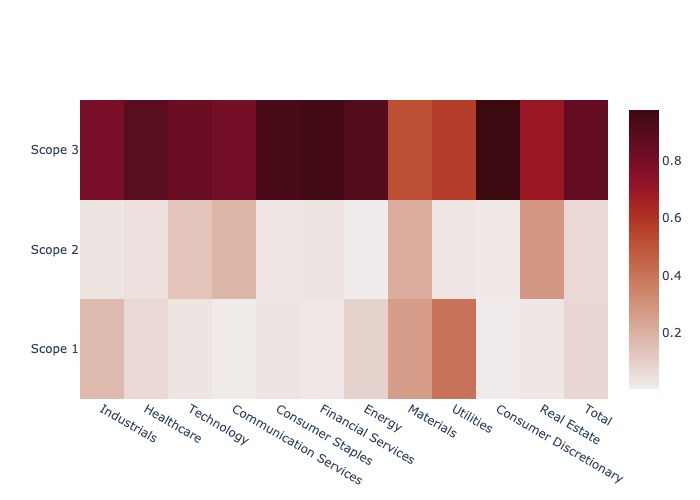 Scope 3
Scope 2
Scope 1
0.8
0.6
0.4
0.2
Industrials
Healthcare
Technology
Communication Services
Consumer Staples
Financial Services
Energy
Materials
Utilities
Consumer Discretionary
Real Estate
Total